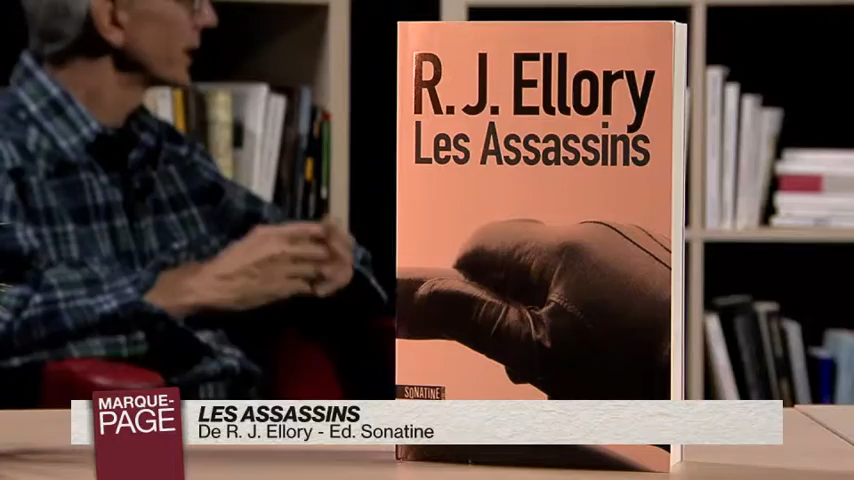 R. J. Ellory
Les Assassins
SONATINE
MARQUE-
PAGE
LES ASSASSINS
De R. J. Ellory - Ed. Sonatine